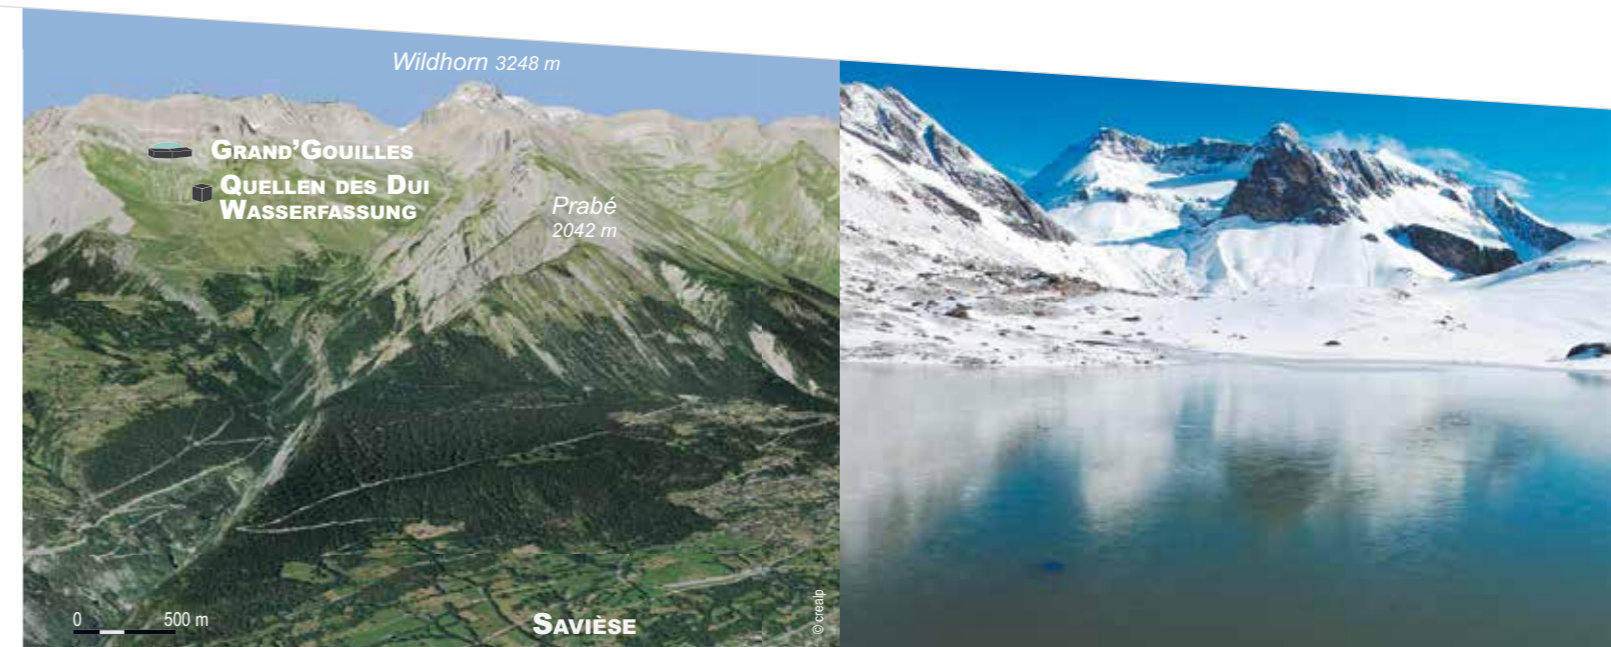 Wildhorn 3248 m
Grand'Gouilles
Quellen des Dui
Wasserfassung
Prabé
2042 m
0 500 m
Savièse
© crealp